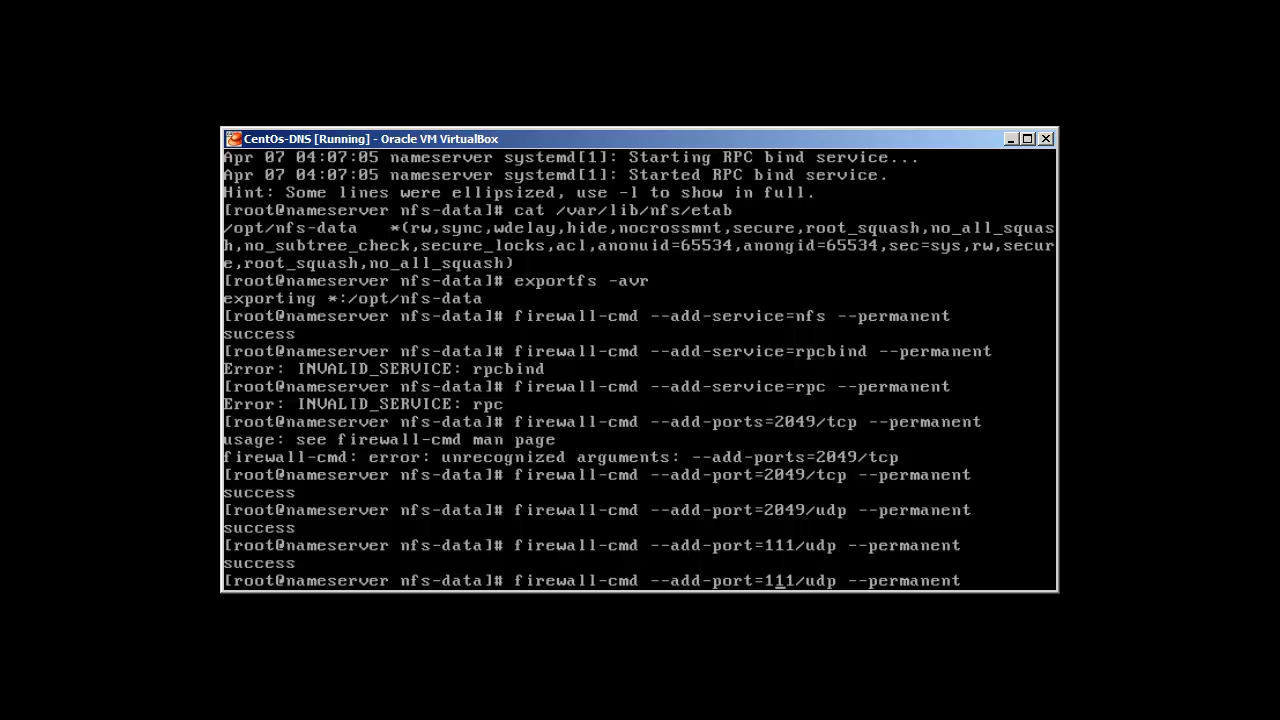 CentOs-DNS [Running] - Oracle VM VirtualBox
Apr 07 04:07:05 nameserver systemd[1]: Starting RPC bind service...
Apr 07 04:07:05 nameserver systemd[1]: Started RPC bind service.
Hint: Some lines were ellipsized, use -l to show in full.
[root@nameserver nfs-data]# cat /var/lib/nfs/etab
/opt/nfs-data   *(rw,sync,wdelay,hide,nocrossmnt,secure,root_squash,no_all_squas
h,no_subtree_check,secure_locks,acl,anonuid=65534,anongid=65534,sec=sys,rw,secur
e,root_squash,no_all_squash)
[root@nameserver nfs-data]# exportfs -avr
exporting *:/opt/nfs-data
[root@nameserver nfs-data]# firewall-cmd --add-service=nfs --permanent
success
[root@nameserver nfs-data]# firewall-cmd --add-service=rpcbind --permanent
Error: INVALID_SERVICE: rpcbind
[root@nameserver nfs-data]# firewall-cmd --add-service=rpc --permanent
Error: INVALID_SERVICE: rpc
[root@nameserver nfs-data]# firewall-cmd --add-ports=2049/tcp --permanent
usage: see firewall-cmd man page
firewall-cmd: error: unrecognized arguments: --add-ports=2049/tcp
[root@nameserver nfs-data]# firewall-cmd --add-port=2049/tcp --permanent
success
[root@nameserver nfs-data]# firewall-cmd --add-port=2049/udp --permanent
success
[root@nameserver nfs-data]# firewall-cmd --add-port=111/udp --permanent
success
[root@nameserver nfs-data]# firewall-cmd --add-port=111/udp --permanent